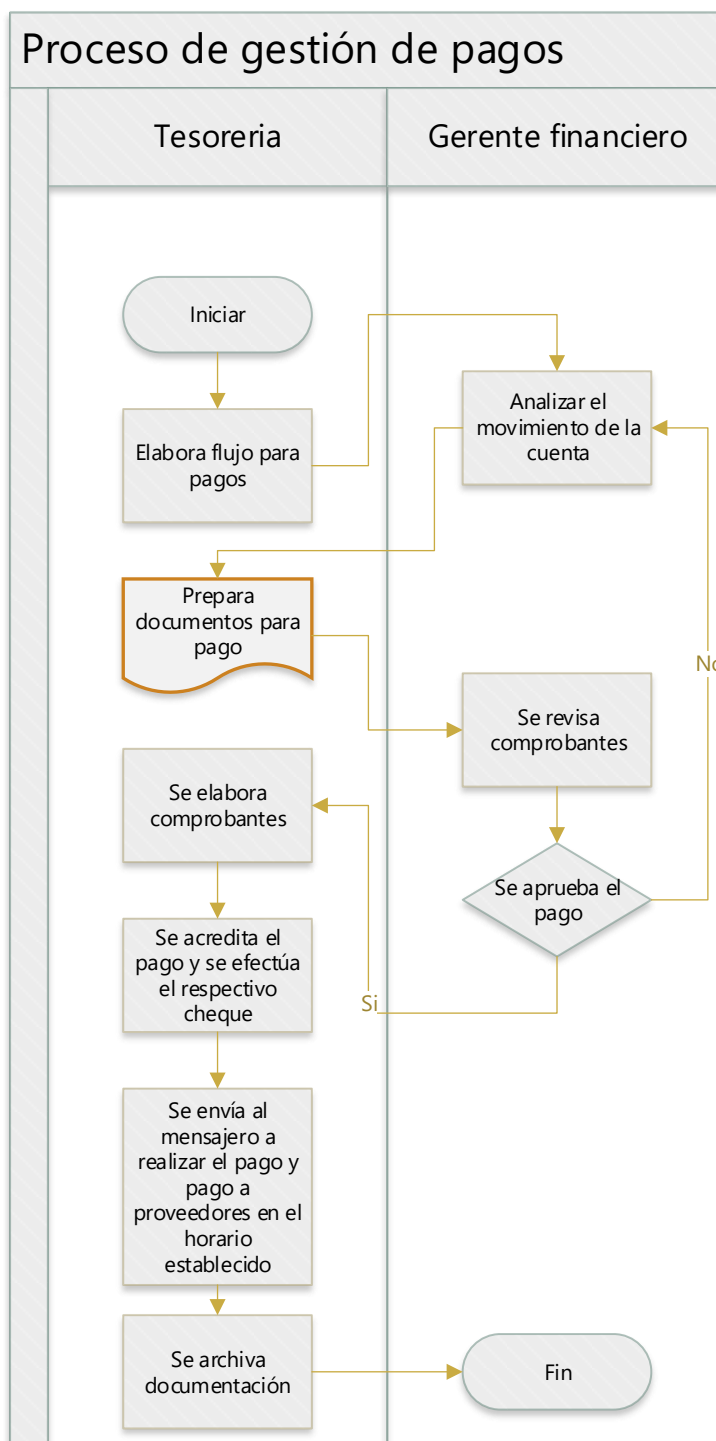 Proceso de gestión de pagos
Tesoreria
Gerente financiero
Iniciar
Elabora flujo para
pagos
Analizar el
movimiento de la
cuenta
Prepara
documentos para
pago
Se revisa
comprobantes
No
Se aprueba el
pago
Si
Se elabora
comprobantes
Se acredita el
pago y se efectúa
el respectivo
cheque
Se envía al
mensajero a
realizar el pago y
pago a
proveedores en el
horario
establecido
Se archiva
documentación
Fin